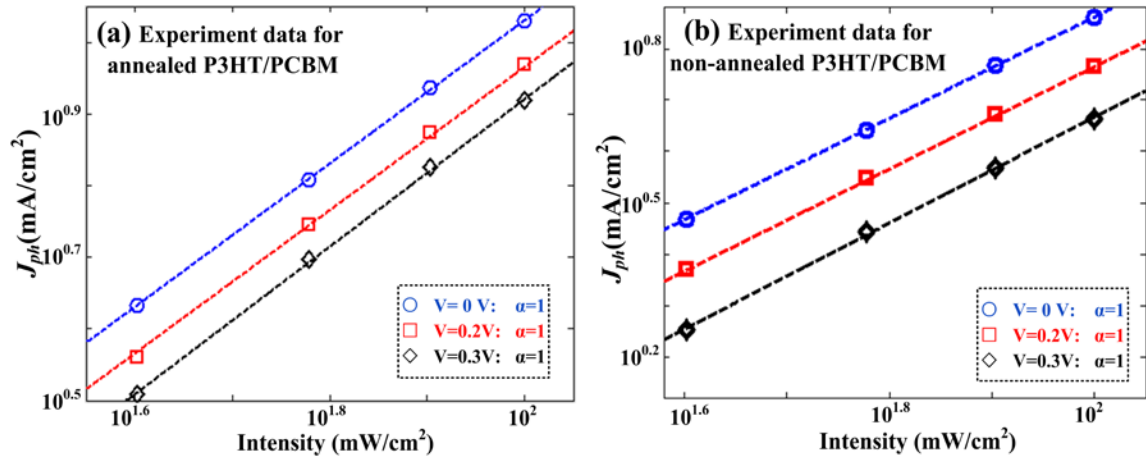 (a) Experiment data for
annealed P3HT/PCBM
J_ph(mA/cm²)
10^0.9
10^0.7
10^0.5
V= 0 V: α=1
V=0.2V: α=1
V=0.3V: α=1
10^1.6
10^1.8
10^2
Intensity (mW/cm²)
(b) Experiment data for
non-annealed P3HT/PCBM
J_ph(mA/cm²)
10^0.8
10^0.5
10^0.2
V= 0 V: α=1
V=0.2V: α=1
V=0.3V: α=1
10^1.6
10^1.8
10^2
Intensity (mW/cm²)